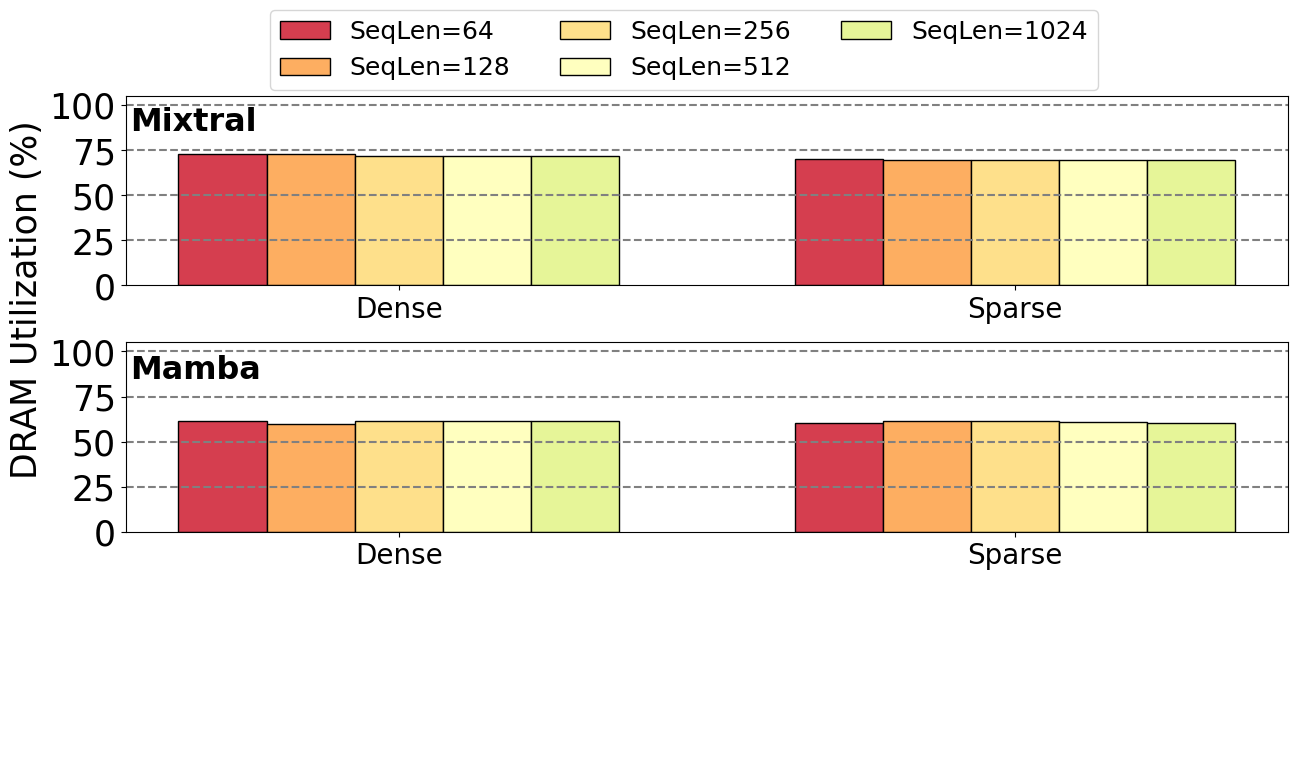 SeqLen=64 SeqLen=256 SeqLen=1024
SeqLen=128 SeqLen=512
DRAM Utilization (%)
Mixtral
100
75
50
25
0
Dense Sparse
Mamba
100
75
50
25
0
Dense Sparse